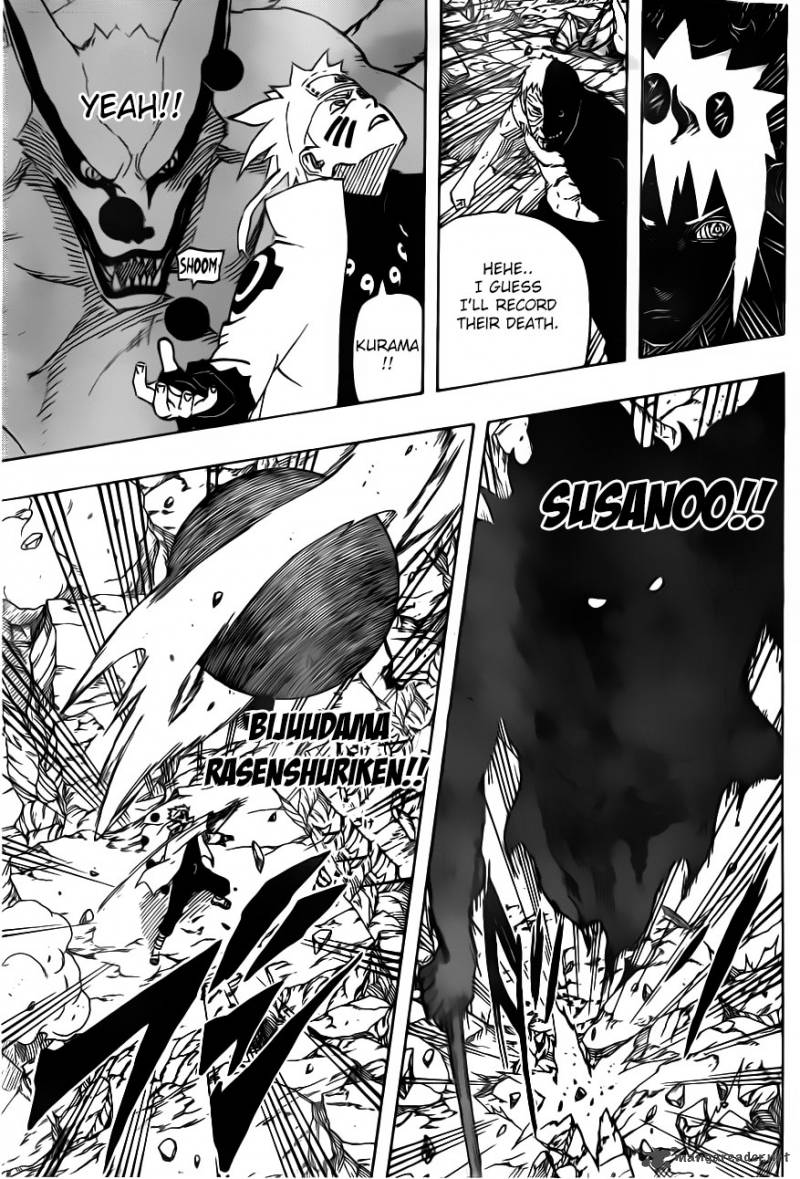 HEHE..
I GUESS
I'LL RECORD
THEIR DEATH.
KURAMA
!!
SHOOM
YEAH!!
SUSANOO!!
BIJUUDAMA
RASENSHURIKEN!!
mangareader.net